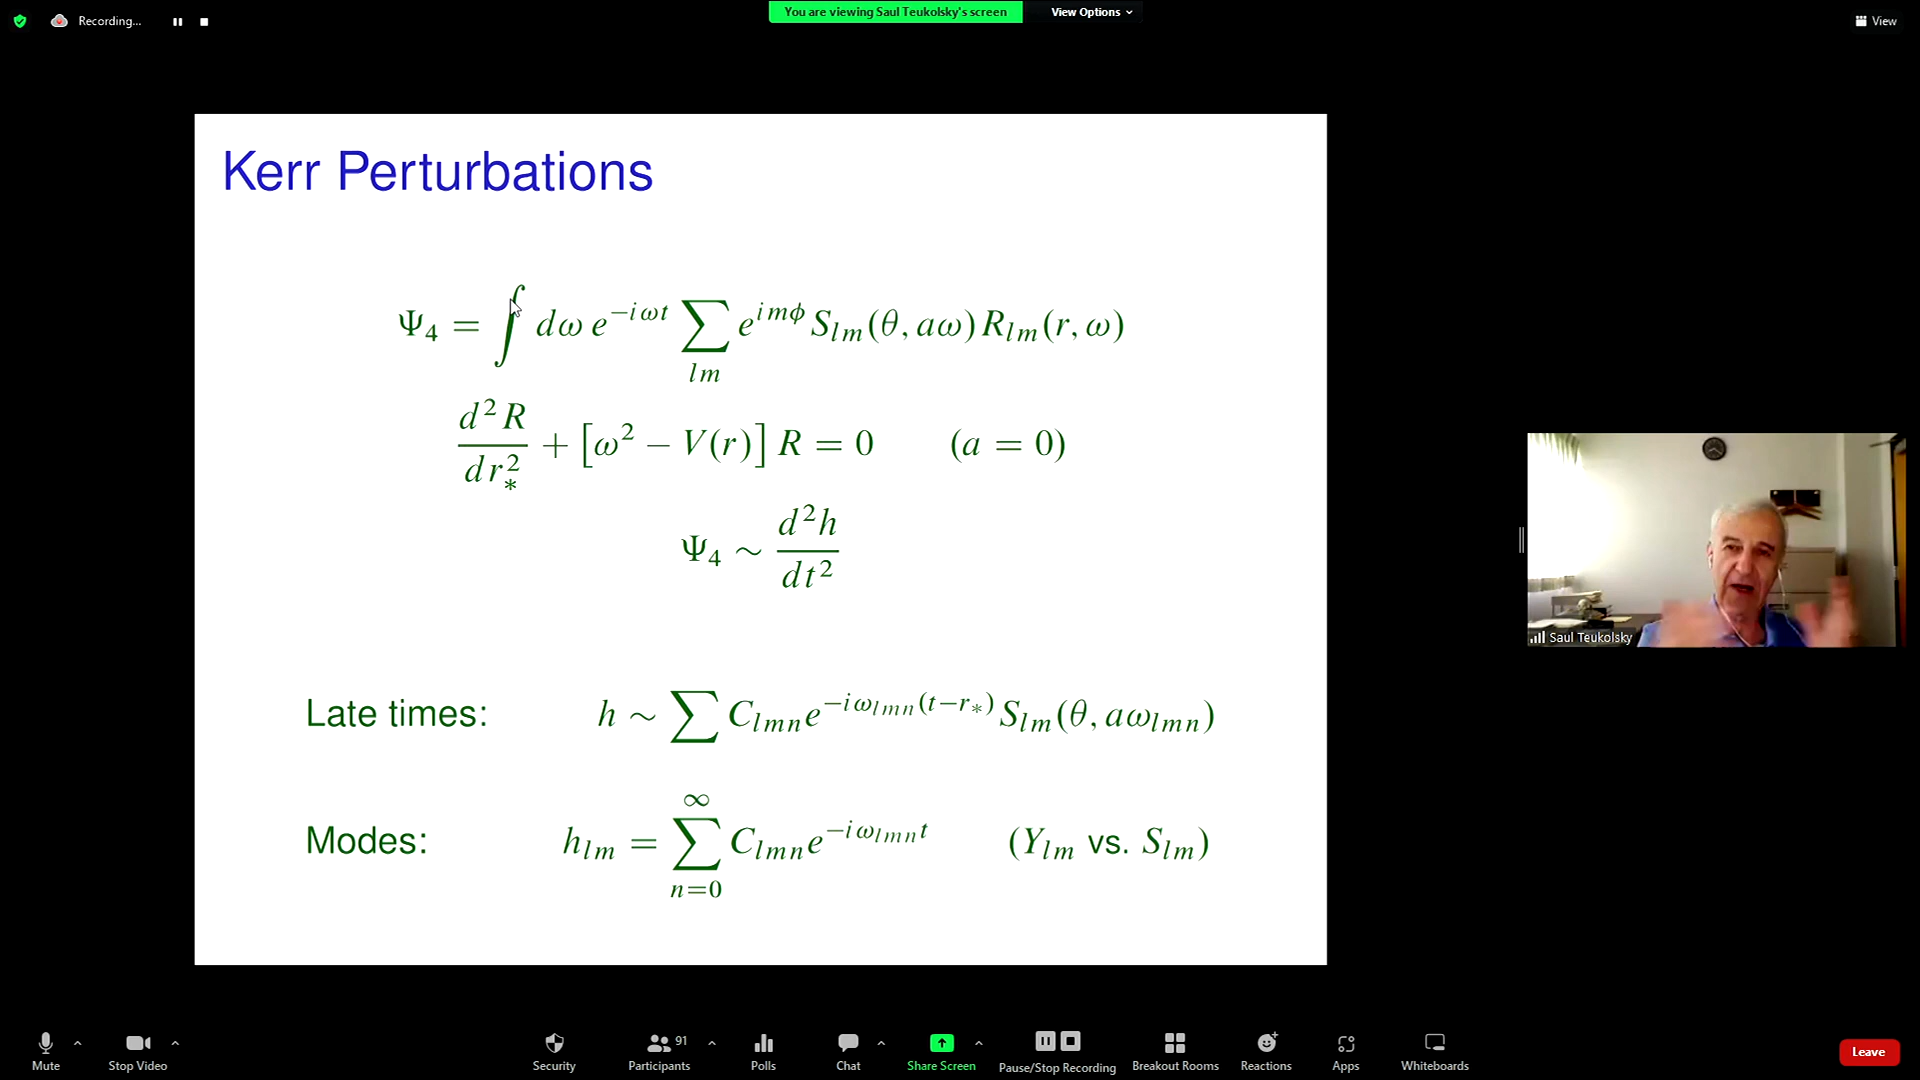 Recording...
You are viewing Saul Teukolsky's screen
View Options
View
Kerr Perturbations
Ψ₄ = ∫ dω e^{−iωt} ∑_{lm} e^{imϕ} S_{lm}(θ, aω) R_{lm}(r, ω)
d²R/dr²_* + [ω² − V(r)] R = 0 (a = 0)
Ψ₄ ∼ d²h/dt²
Late times: h ∼ ∑ C_{lmn} e^{−iω_{lmn}(t−r_*)} S_{lm}(θ, aω_{lmn})
Modes: h_{lm} = ∑_{n=0}^{∞} C_{lmn} e^{−iω_{lmn}t} (Y_{lm} vs. S_{lm})
Saul Teukolsky
Mute
Stop Video
Security
Participants
91
Polls
Chat
Share Screen
Pause/Stop Recording
Breakout Rooms
Reactions
Apps
Whiteboards
Leave